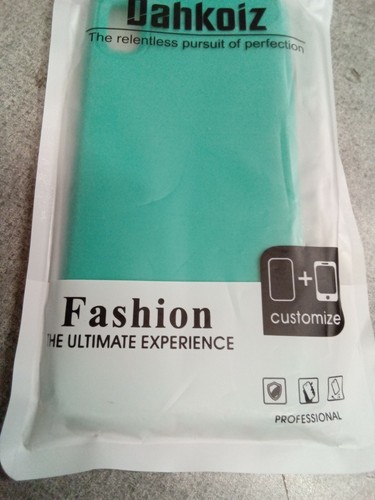 Dahkoiz
The relentless pursuit of perfection
customize
Fashion
THE ULTIMATE EXPERIENCE
PROFESSIONAL